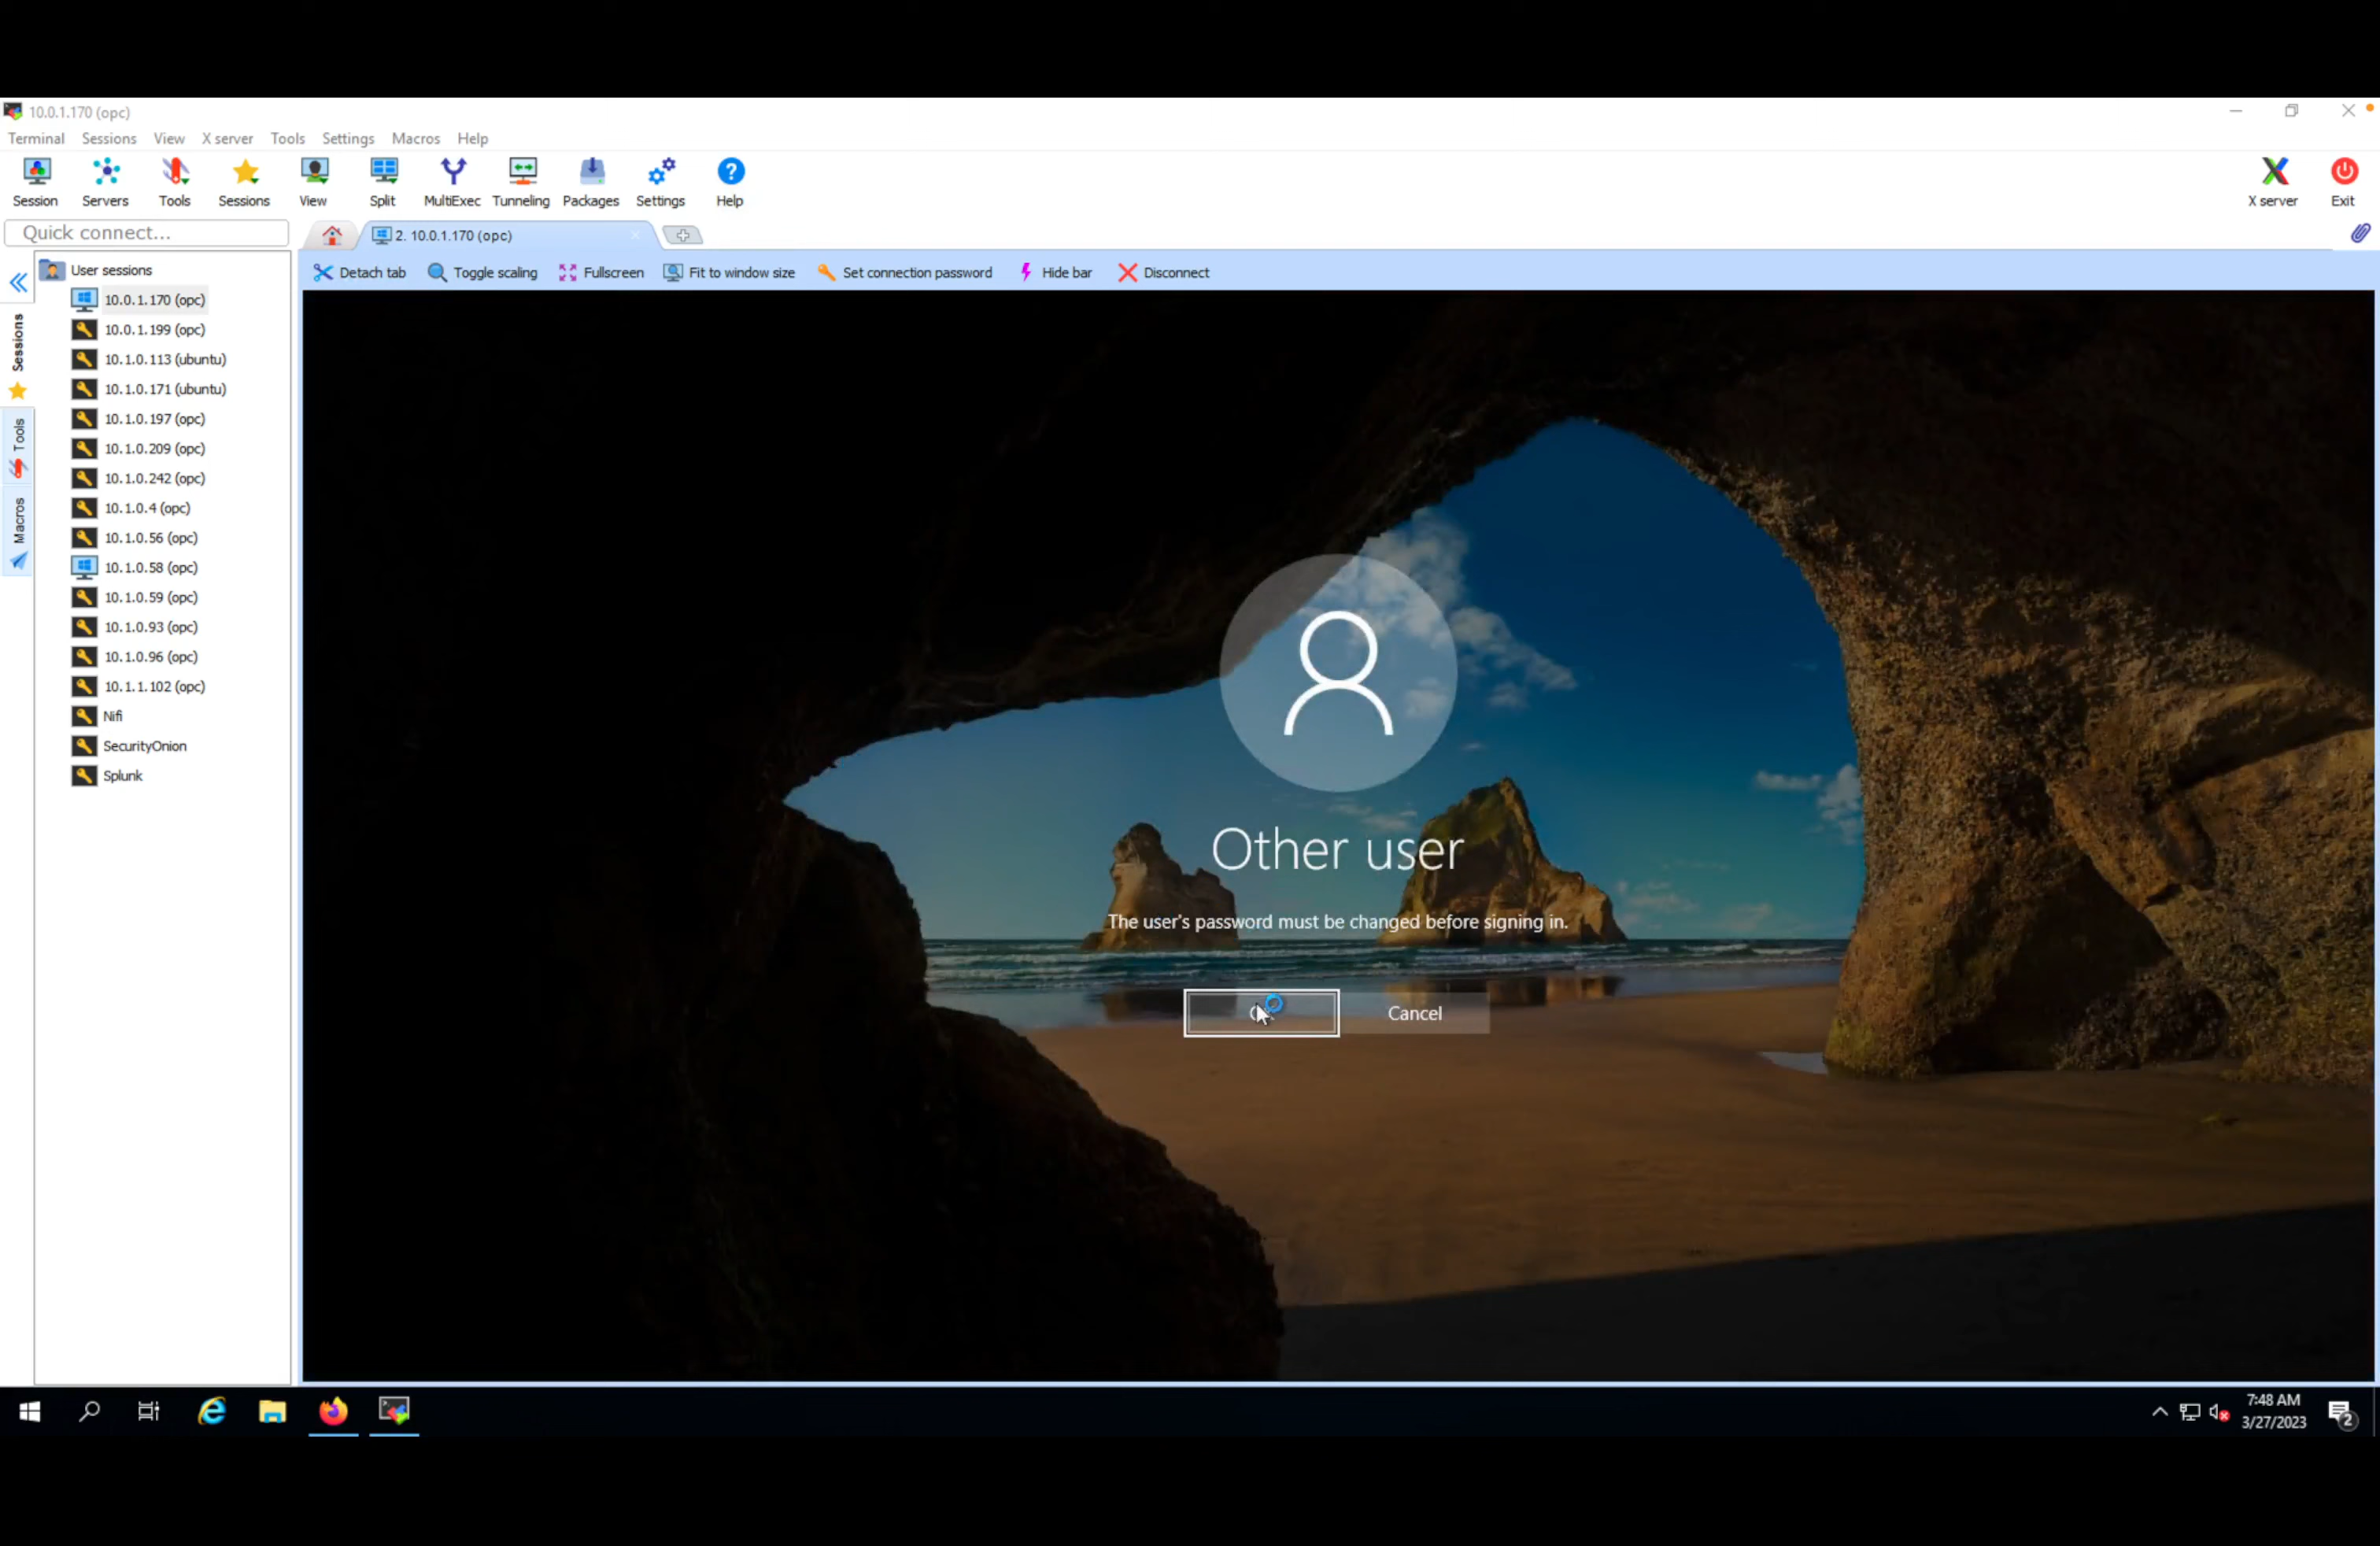 10.0.1.170 (opc)
Terminal Sessions View X server Tools Settings Macros Help
Session Servers Tools Sessions View Split MultiExec Tunneling Packages Settings Help X server Exit
Quick connect...
2. 10.0.1.170 (opc)
Detach tab Toggle scaling Fullscreen Fit to window size Set connection password Hide bar Disconnect
Sessions
Tools
Macros
User sessions
10.0.1.170 (opc)
10.0.1.199 (opc)
10.1.0.113 (ubuntu)
10.1.0.171 (ubuntu)
10.1.0.197 (opc)
10.1.0.209 (opc)
10.1.0.242 (opc)
10.1.0.4 (opc)
10.1.0.56 (opc)
10.1.0.58 (opc)
10.1.0.59 (opc)
10.1.0.93 (opc)
10.1.0.96 (opc)
10.1.1.102 (opc)
Nifi
SecurityOnion
Splunk
Other user
The user's password must be changed before signing in.
Cancel
7:48 AM
3/27/2023
2